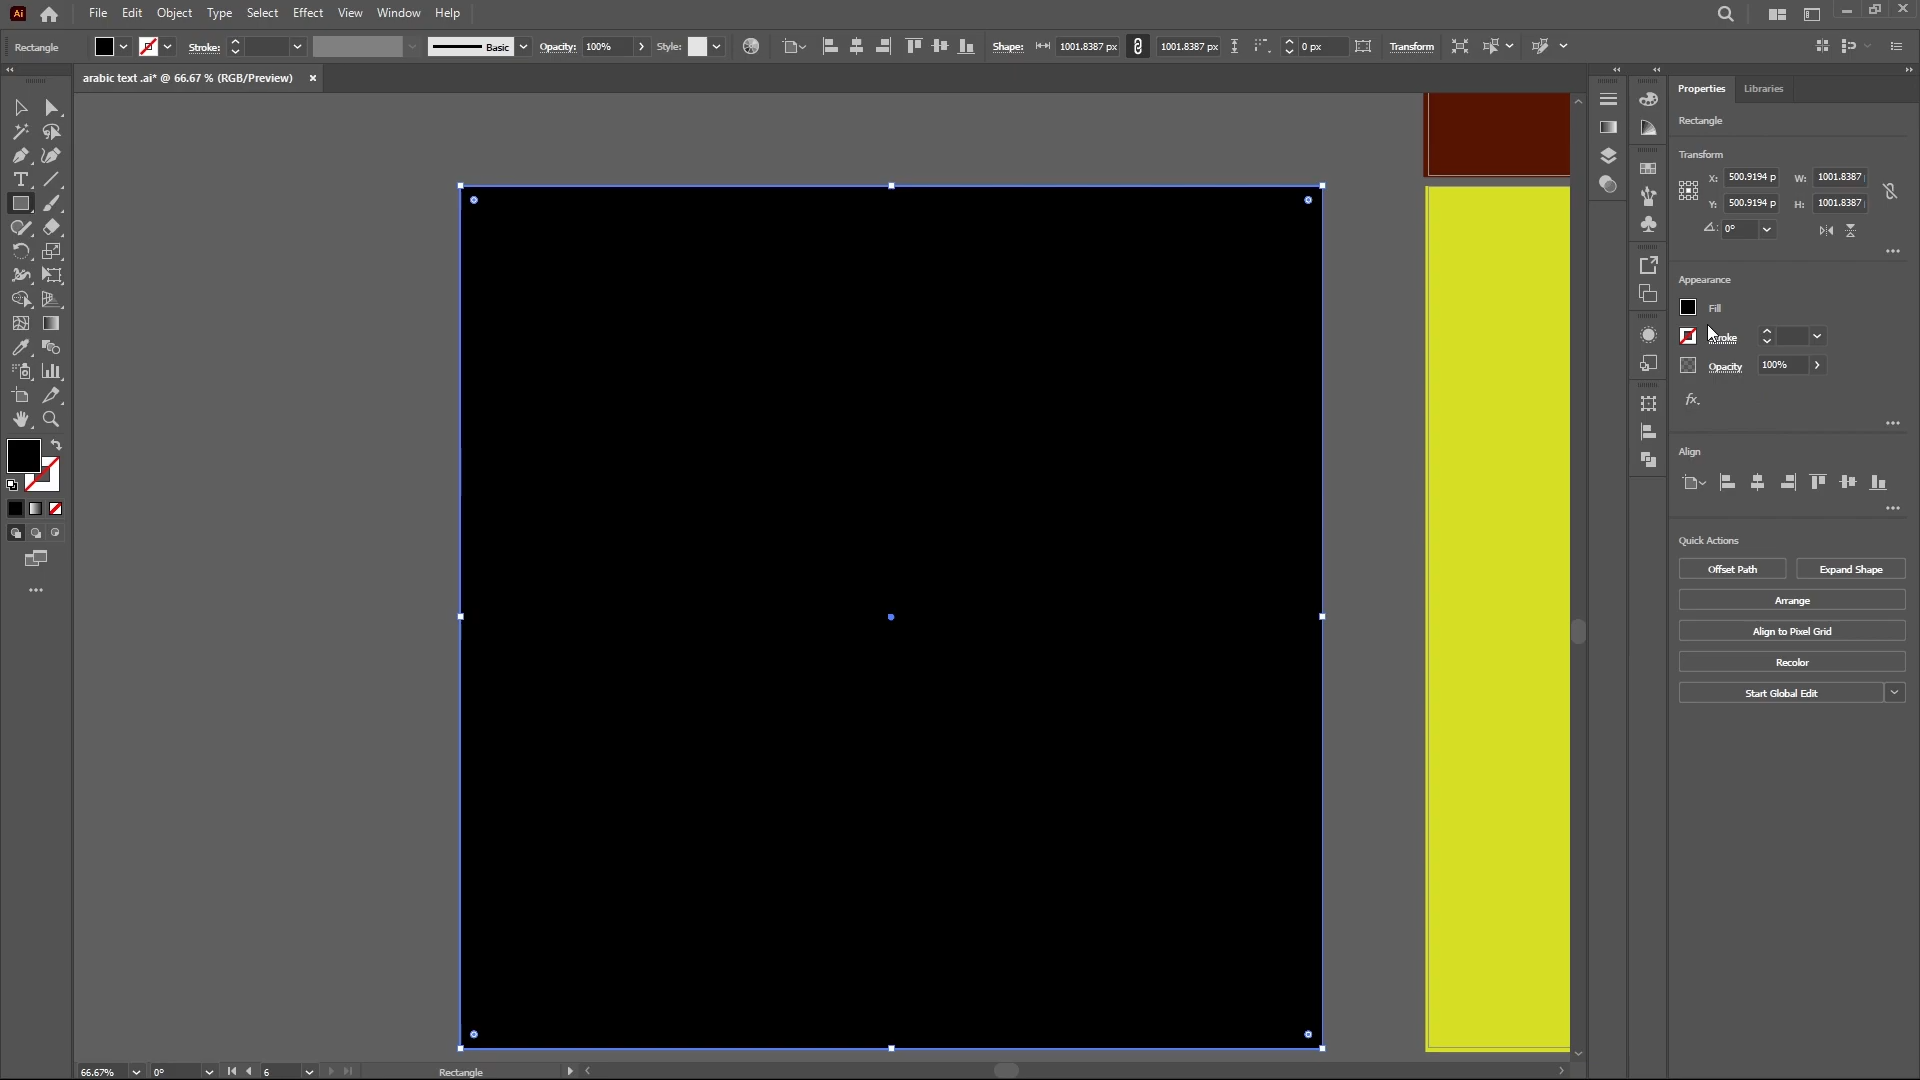 Ai File Edit Object Type Select Effect View Window Help
Rectangle Stroke: Basic Opacity: 100% Style: Shape: 1001.8387 px 1001.8387 px 0 px Transform
arabic text .ai* @ 66.67 % (RGB/Preview) ×
Properties Libraries
Rectangle
Transform
X: 500.9194 p W: 1001.8387
Y: 500.9194 p H: 1001.8387
0°
Appearance
Fill
Opacity 100%
fx.
Align
Quick Actions
Offset Path Expand Shape
Arrange
Align to Pixel Grid
Recolor
Start Global Edit
66.67% 0° 6 Rectangle